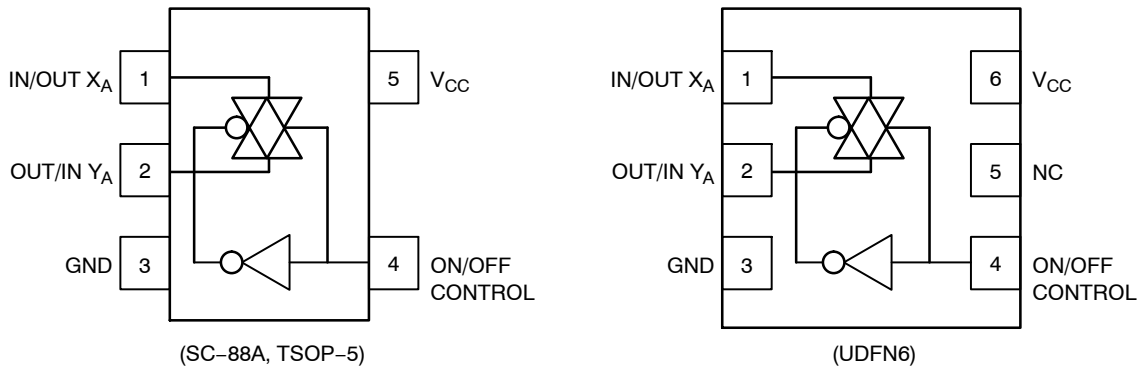 IN/OUT XA 1
5 VCC
OUT/IN YA 2
GND 3
4 ON/OFF
CONTROL
(SC−88A, TSOP−5)
IN/OUT XA 1
6 VCC
OUT/IN YA 2
5 NC
GND 3
4 ON/OFF
CONTROL
(UDFN6)